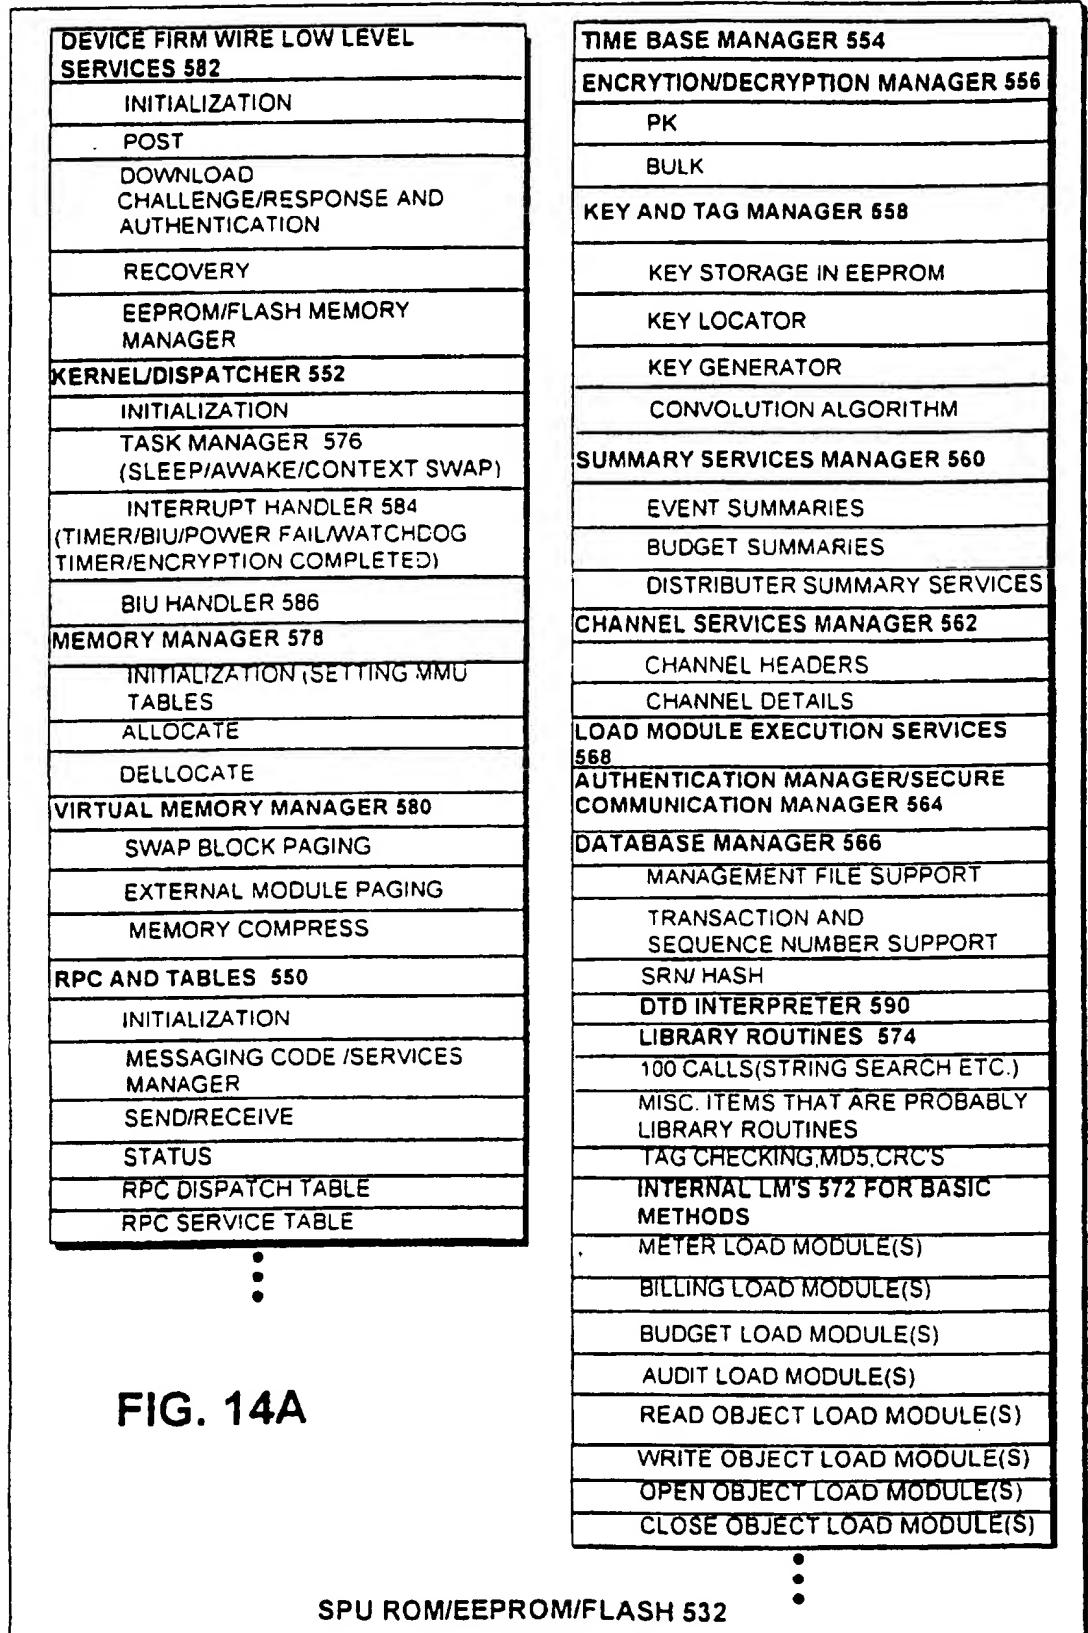 DEVICE FIRM WIRE LOW LEVEL
SERVICES 582
INITIALIZATION
POST
DOWNLOAD
CHALLENGE/RESPONSE AND
AUTHENTICATION
RECOVERY
EEPROM/FLASH MEMORY
MANAGER
KERNEL/DISPATCHER 552
INITIALIZATION
TASK MANAGER 576
(SLEEP/AWAKE/CONTEXT SWAP)
INTERRUPT HANDLER 584
(TIMER/BIU/POWER FAIL/WATCHDOG
TIMER/ENCRYPTION COMPLETED)
BIU HANDLER 586
MEMORY MANAGER 578
INITIALIZATION (SETTING MMU
TABLES
ALLOCATE
DELLOCATE
VIRTUAL MEMORY MANAGER 580
SWAP BLOCK PAGING
EXTERNAL MODULE PAGING
MEMORY COMPRESS
RPC AND TABLES 550
INITIALIZATION
MESSAGING CODE /SERVICES
MANAGER
SEND/RECEIVE
STATUS
RPC DISPATCH TABLE
RPC SERVICE TABLE
TIME BASE MANAGER 554
ENCRYTION/DECRYPTION MANAGER 556
PK
BULK
KEY AND TAG MANAGER 558
KEY STORAGE IN EEPROM
KEY LOCATOR
KEY GENERATOR
CONVOLUTION ALGORITHM
SUMMARY SERVICES MANAGER 560
EVENT SUMMARIES
BUDGET SUMMARIES
DISTRIBUTER SUMMARY SERVICES
CHANNEL SERVICES MANAGER 562
CHANNEL HEADERS
CHANNEL DETAILS
LOAD MODULE EXECUTION SERVICES
568
AUTHENTICATION MANAGER/SECURE
COMMUNICATION MANAGER 564
DATABASE MANAGER 566
MANAGEMENT FILE SUPPORT
TRANSACTION AND
SEQUENCE NUMBER SUPPORT
SRN/ HASH
DTD INTERPRETER 590
LIBRARY ROUTINES 574
100 CALLS(STRING SEARCH ETC.)
MISC. ITEMS THAT ARE PROBABLY
LIBRARY ROUTINES
TAG CHECKING,MD5,CRC'S
INTERNAL LM'S 572 FOR BASIC
METHODS
METER LOAD MODULE(S)
BILLING LOAD MODULE(S)
BUDGET LOAD MODULE(S)
AUDIT LOAD MODULE(S)
READ OBJECT LOAD MODULE(S)
WRITE OBJECT LOAD MODULE(S)
OPEN OBJECT LOAD MODULE(S)
CLOSE OBJECT LOAD MODULE(S)
FIG. 14A
SPU ROM/EEPROM/FLASH 532